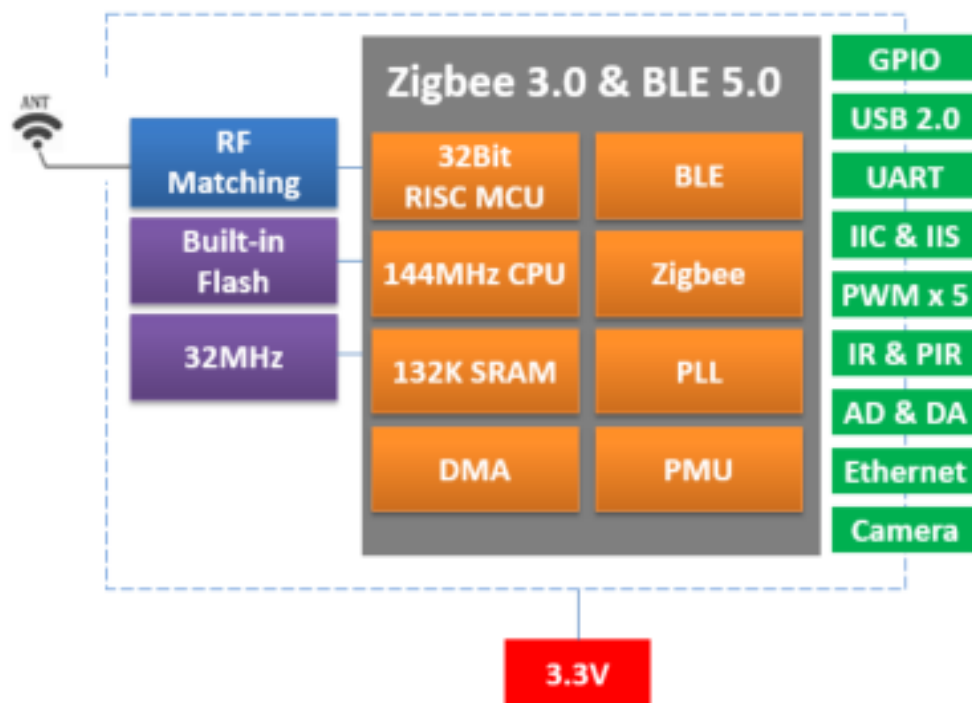 Zigbee 3.0 & BLE 5.0
ANT
RF
Matching
Built-in
Flash
32MHz
32Bit
RISC MCU
BLE
144MHz CPU
Zigbee
132K SRAM
PLL
DMA
PMU
GPIO
USB 2.0
UART
IIC & IIS
PWM x 5
IR & PIR
AD & DA
Ethernet
Camera
3.3V